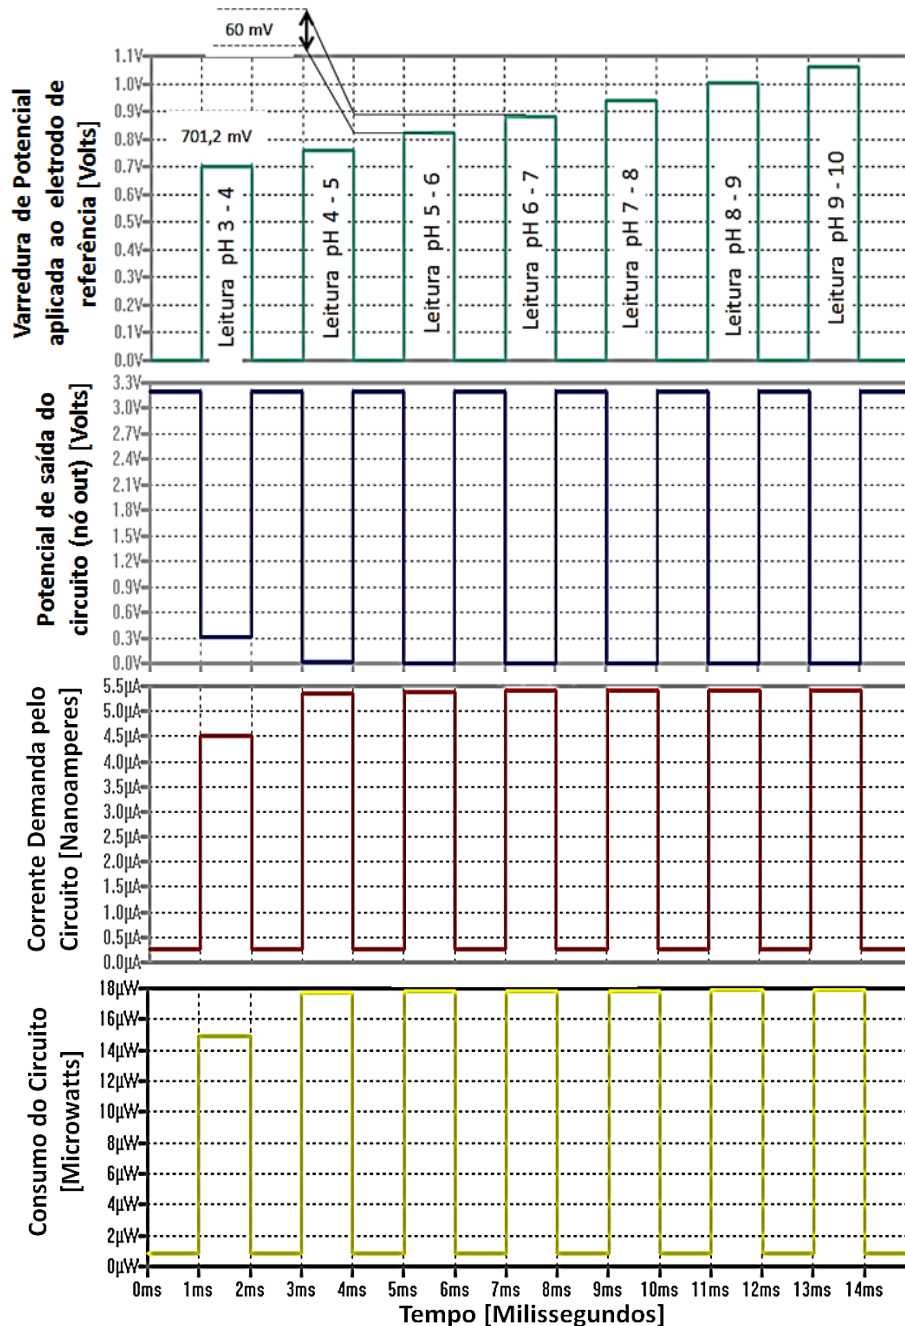 60 mV
Varredura de Potencial
aplicada ao eletrodo de
referência [Volts]
1.1V
1.0V
0.9V
0.8V
0.7V
0.6V
0.5V
0.4V
0.3V
0.2V
0.1V
0.0V
701,2 mV
Leitura pH 3 - 4
Leitura pH 4 - 5
Leitura pH 5 - 6
Leitura pH 6 - 7
Leitura pH 7 - 8
Leitura pH 8 - 9
Leitura pH 9 - 10
Potencial de saída do
circuito (nó out) [Volts]
3.3V
3.0V
2.7V
2.4V
2.1V
1.8V
1.5V
1.2V
0.9V
0.6V
0.3V
0.0V
Corrente Demanda pelo
Circuito [Nanoamperes]
5.5µA
5.0µA
4.5µA
4.0µA
3.5µA
3.0µA
2.5µA
2.0µA
1.5µA
1.0µA
0.5µA
0.0µA
Consumo do Circuito
[Microwatts]
18µW
16µW
14µW
12µW
10µW
8µW
6µW
4µW
2µW
0µW
0ms 1ms 2ms 3ms 4ms 5ms 6ms 7ms 8ms 9ms 10ms 11ms 12ms 13ms 14ms
Tempo [Milissegundos]